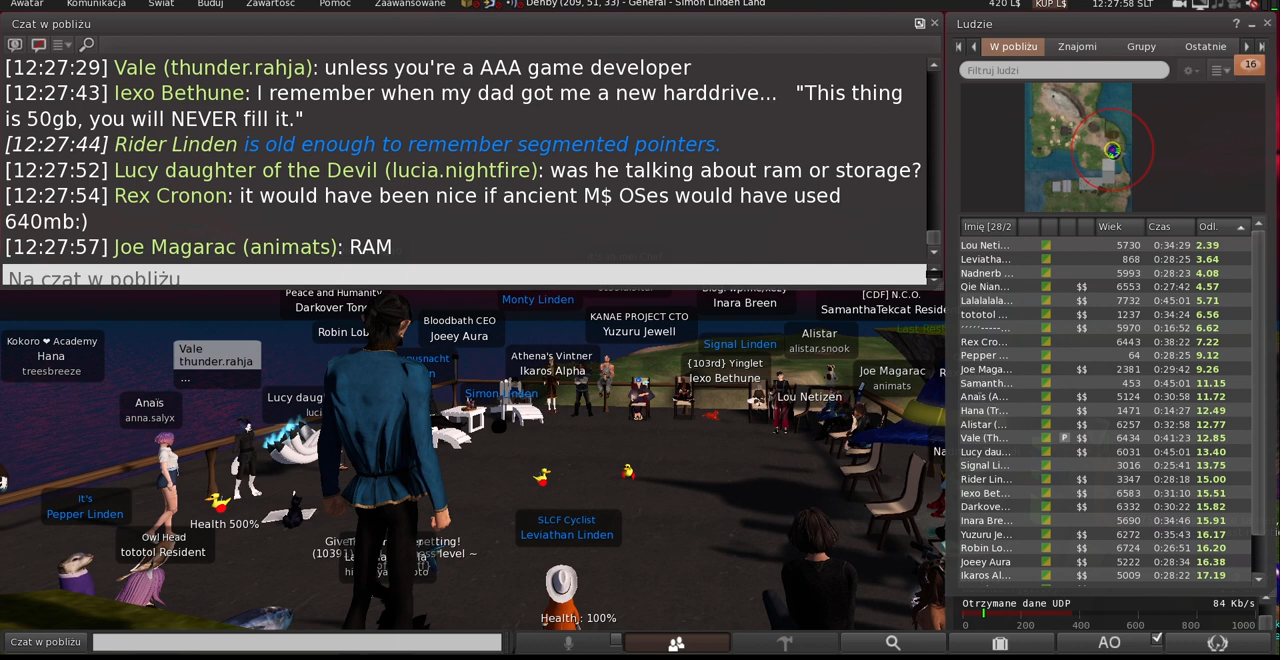 Awatar Komunikacja Świat Buduj Zawartość Pomoc Zaawansowane Denby (209, 51, 33) - General - Simon Linden Land 420 L$ KUP L$ 12:27:58 SLT
Czat w pobliżu
[12:27:29] Vale (thunder.rahja): unless you're a AAA game developer
[12:27:43] Iexo Bethune: I remember when my dad got me a new harddrive... "This thing
is 50gb, you will NEVER fill it."
[12:27:44] Rider Linden is old enough to remember segmented pointers.
[12:27:52] Lucy daughter of the Devil (lucia.nightfire): was he talking about ram or storage?
[12:27:54] Rex Cronon: it would have been nice if ancient M$ OSes would have used
640mb:)
[12:27:57] Joe Magarac (animats): RAM
Na czat w pobliżu
Peace and Humanity
Darkover Ton
Monty Linden
Inara Breen
[CDF] N.C.O.
SamanthaTekcat Reside
Robin Lob
Bloodbath CEO
Joeey Aura
KANAE PROJECT CTO
Yuzuru Jewell
Signal Linden
Alistar
alistar.snook
Kokoro ❤ Academy
Hana
treesbreeze
Vale
thunder.rahja
...
Athena's Vintner
Ikaros Alpha
{103rd} Yinglet
Iexo Bethune
Joe Magarac
animats
Simon Linden
Lou Netizen
Anaïs
anna.salyx
Lucy daug
luci
It's
Pepper Linden
Health 500%
Owl Head
tototol Resident
SLCF Cyclist
Leviathan Linden
Health : 100%
Czat w pobliżu
Ludzie
W pobliżu Znajomi Grupy Ostatnie
Filtruj ludzi
16
Imię [28/2 Wiek Czas Odl.
Lou Neti... 5730 0:34:29 2.39
Leviatha... 868 0:28:25 3.64
Nadnerb ... 5993 0:28:23 4.08
Qie Nian... $$ 6553 0:27:42 4.57
Lalalalala... $$ 7732 0:45:01 5.71
tototol ... $$ 1237 0:34:24 6.56
$$ 5970 0:16:52 6.62
Rex Cro... 6443 0:38:22 7.22
Pepper ... 64 0:28:25 9.12
Joe Maga... $$ 2381 0:29:42 9.26
Samanth... 453 0:45:01 11.15
Anaïs (A... $$ 5124 0:30:58 11.72
Hana (Tr... $$ 1471 0:14:27 12.49
Alistar (... $$ 6257 0:32:58 12.77
Vale (Th... P $$ 6434 0:41:23 12.85
Lucy dau... $$ 6031 0:45:01 13.40
Signal Li... 3016 0:25:41 13.75
Rider Lin... $$ 3347 0:28:18 15.00
Iexo Bet... $$ 6583 0:31:10 15.51
Darkove... $$ 6332 0:30:22 15.82
Inara Bre... 5690 0:34:46 15.91
Yuzuru Je... $$ 6272 0:35:43 16.17
Robin Lo... $$ 6724 0:26:51 16.20
Joeey Aura $$ 5222 0:28:34 16.38
Ikaros Al... $$ 5009 0:28:22 17.19
Otrzymane dane UDP 84 Kb/s
0 200 400 600 800 1000
AO